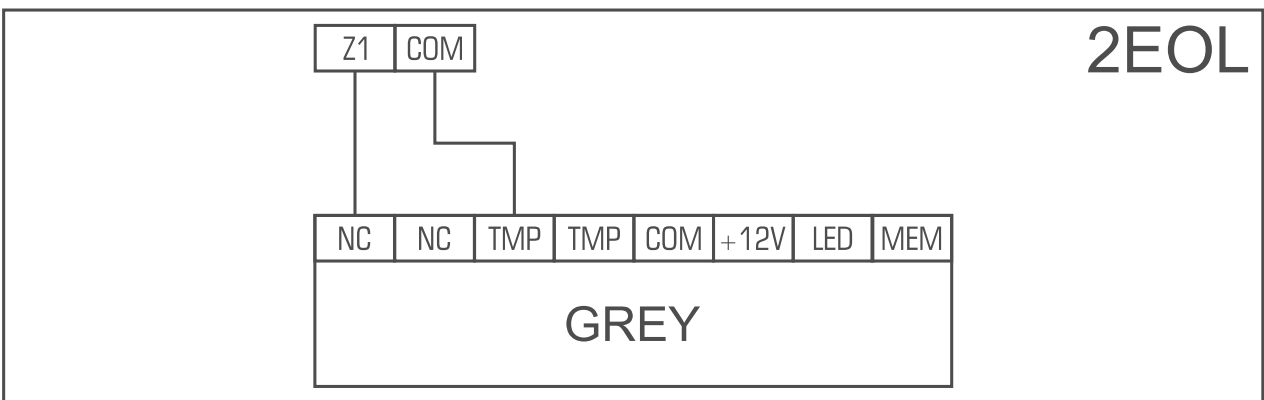 Z1 COM
2EOL
NC NC TMP TMP COM +12V LED MEM
GREY